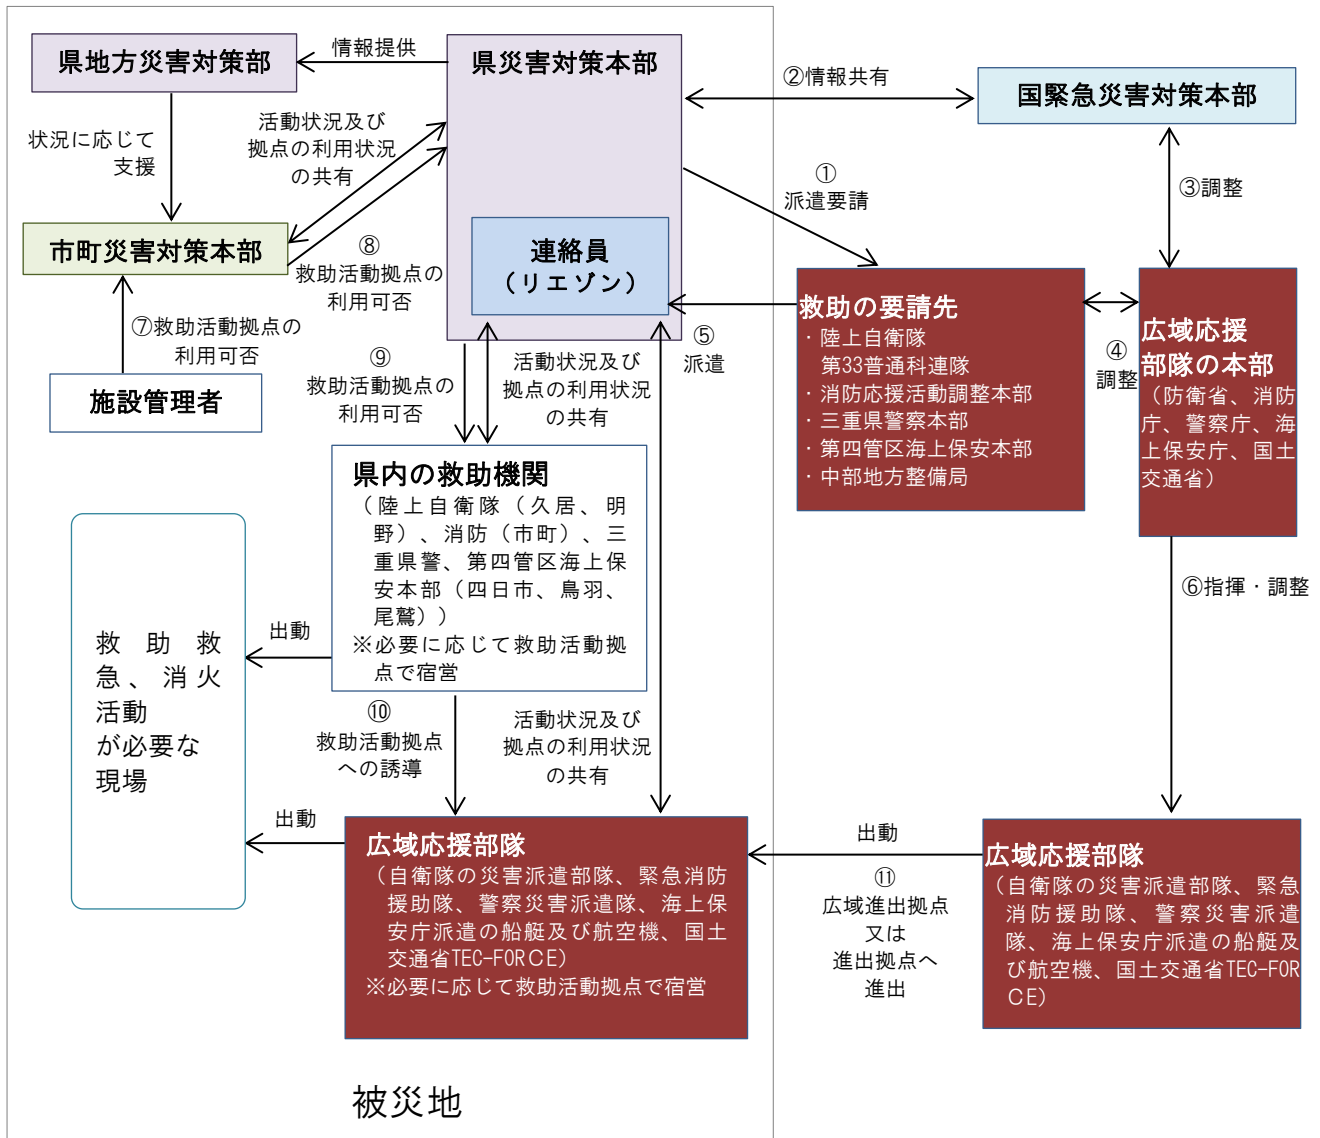 県地方災害対策部
情報提供
県災害対策本部
②情報共有
国緊急災害対策本部
状況に応じて
支援
活動状況及び
拠点の利用状況
の共有
①
派遣要請
③調整
市町災害対策本部
⑧
救助活動拠点の
利用可否
連絡員
（リエゾン）
⑦救助活動拠点の
利用可否
施設管理者
⑨
救助活動拠点の
利用可否
活動状況及び
拠点の利用状況
の共有
⑤
派遣
救助の要請先
・陸上自衛隊
第33普通科連隊
・消防応援活動調整本部
・三重県警察本部
・第四管区海上保安本部
・中部地方整備局
④
調整
広域応援
部隊の本部
（防衛省、消防
庁、警察庁、海
上保安庁、国土
交通省）
県内の救助機関
（陸上自衛隊（久居、明
野）、消防（市町）、三
重県警、第四管区海上保
安本部（四日市、鳥羽、
尾鷲））
※必要に応じて救助活動拠
点で宿営
⑥指揮・調整
出動
救助救
急、消火
活動
が必要な
現場
⑩
救助活動拠点
への誘導
活動状況及び
拠点の利用状況
の共有
出動
広域応援部隊
（自衛隊の災害派遣部隊、緊急消防
援助隊、警察災害派遣隊、海上保
安庁派遣の船艇及び航空機、国土
交通省TEC-FORCE）
※必要に応じて救助活動拠点で宿営
出動
⑪
広域進出拠点
又は
進出拠点へ
進出
広域応援部隊
（自衛隊の災害派遣部隊、緊急
消防援助隊、警察災害派遣
隊、海上保安庁派遣の船艇及
び航空機、国土交通省TEC-FOR
CE）
被災地